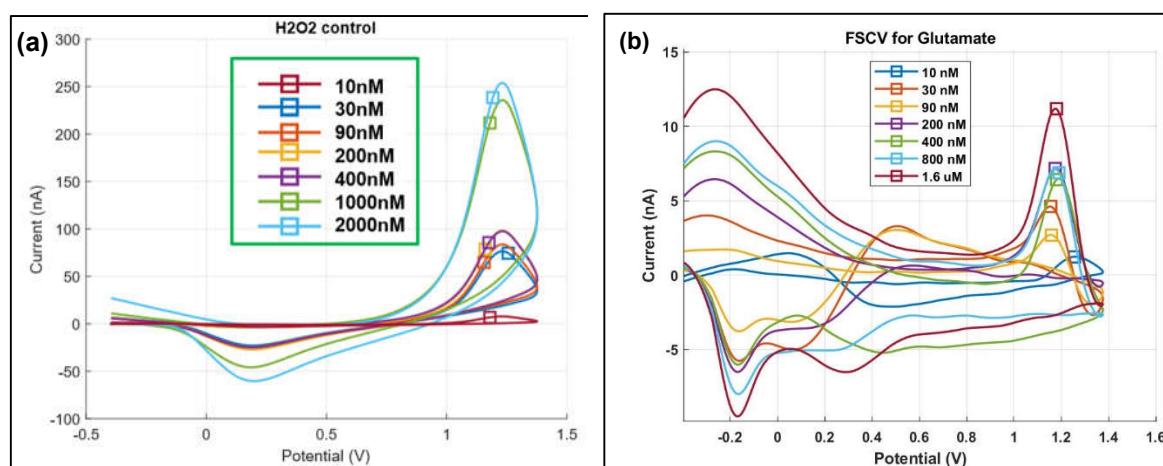 (a)
H2O2 control
Current (nA)
300
250
200
150
100
50
0
-50
-100
10nM
30nM
90nM
200nM
400nM
1000nM
2000nM
-0.5 0 0.5 1 1.5
Potential (V)
(b)
FSCV for Glutamate
Current (nA)
15
10
5
0
-5
10 nM
30 nM
90 nM
200 nM
400 nM
800 nM
1.6 uM
-0.2 0 0.2 0.4 0.6 0.8 1 1.2 1.4 1.6
Potential (V)